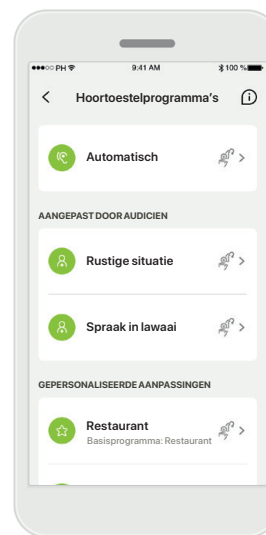 PH 9:41 AM 100 %
Hoortoestelprogramma's
Automatisch
AANGEPAST DOOR AUDICIEN
Rustige situatie
Spraak in lawaai
GEPERSONALISEERDE AANPASSINGEN
Restaurant
Basisprogramma: Restaurant